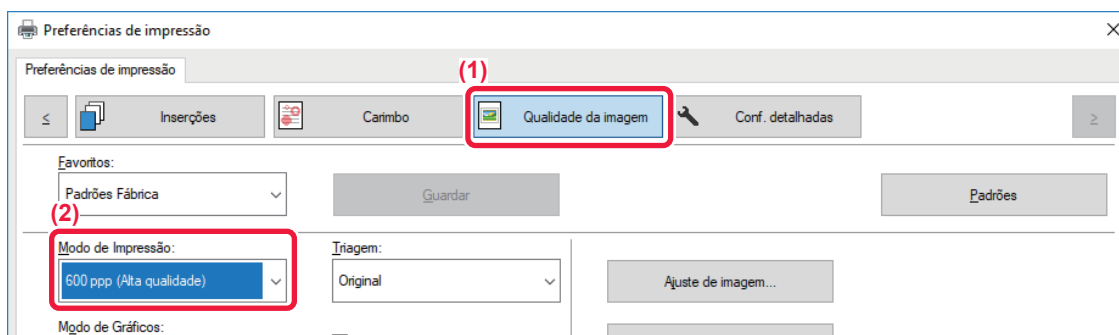 Preferências de impressão
Preferências de impressão
(1)
< Inserções Carimbo Qualidade da imagem Conf. detalhadas >
Favoritos:
Padrões Fábrica Guardar Padrões
(2)
Modo de Impressão: Triagem:
600 ppp (Alta qualidade) Original Ajuste de imagem...
Modo de Gráficos: